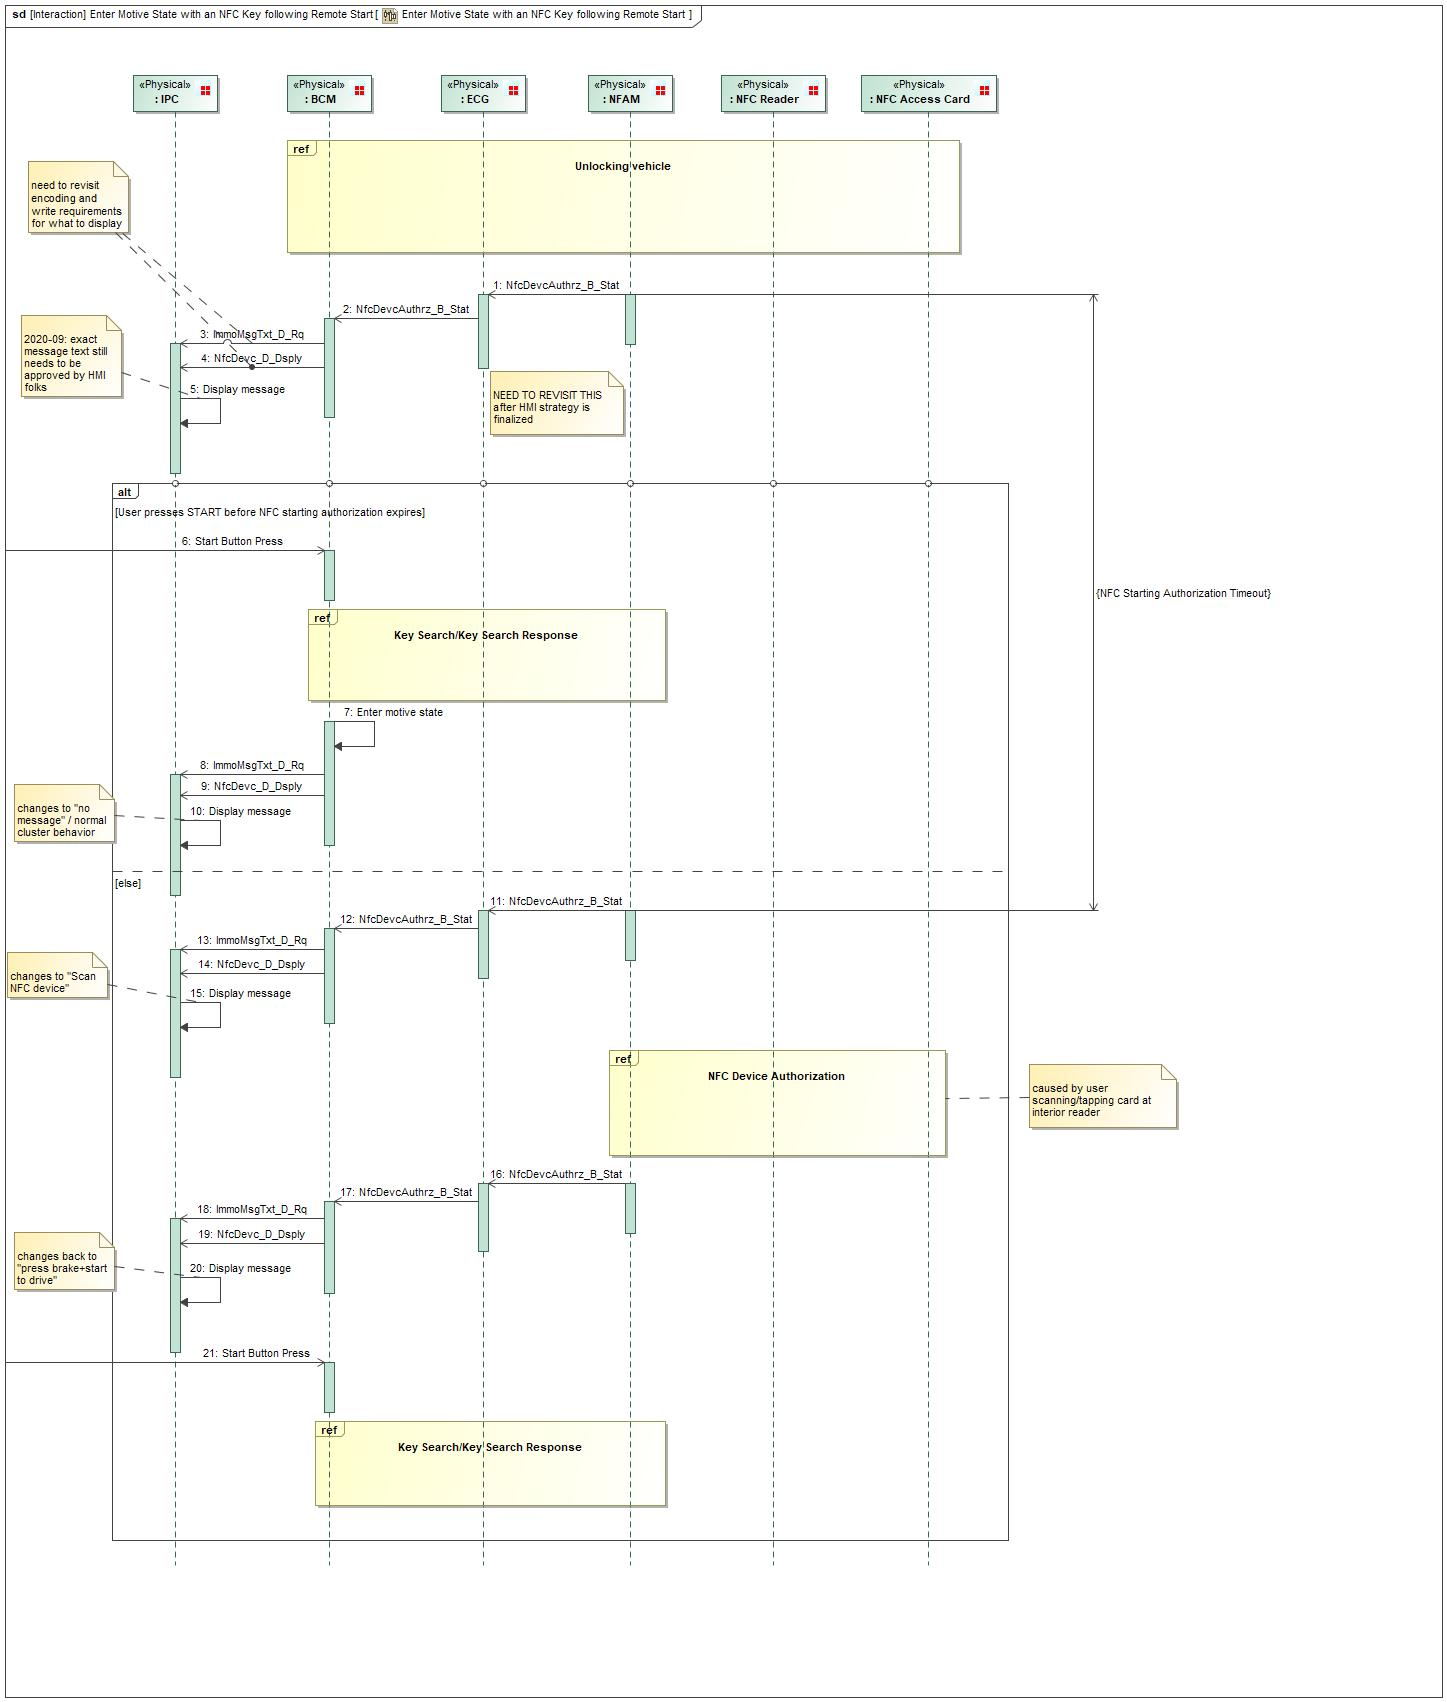 sd [Interaction] Enter Motive State with an NFC Key following Remote Start [ Enter Motive State with an NFC Key following Remote Start ]
«Physical»
: IPC
«Physical»
: BCM
«Physical»
: ECG
«Physical»
: NFAM
«Physical»
: NFC Reader
«Physical»
: NFC Access Card
ref
Unlocking vehicle
need to revisit
encoding and
write requirements
for what to display
1: NfcDevcAuthrz_B_Stat
2: NfcDevcAuthrz_B_Stat
3: ImmoMsgTxt_D_Rq
4: NfcDevc_D_Dsply
2020-09: exact
message text still
needs to be
approved by HMI
folks
5: Display message
NEED TO REVISIT THIS
after HMI strategy is
finalized
alt
[User presses START before NFC starting authorization expires]
6: Start Button Press
{NFC Starting Authorization Timeout}
ref
Key Search/Key Search Response
7: Enter motive state
8: ImmoMsgTxt_D_Rq
9: NfcDevc_D_Dsply
10: Display message
changes to "no
message" / normal
cluster behavior
[else]
11: NfcDevcAuthrz_B_Stat
12: NfcDevcAuthrz_B_Stat
13: ImmoMsgTxt_D_Rq
14: NfcDevc_D_Dsply
changes to "Scan
NFC device"
15: Display message
ref
NFC Device Authorization
caused by user
scanning/tapping card at
interior reader
16: NfcDevcAuthrz_B_Stat
17: NfcDevcAuthrz_B_Stat
18: ImmoMsgTxt_D_Rq
19: NfcDevc_D_Dsply
changes back to
"press brake+start
to drive"
20: Display message
21: Start Button Press
ref
Key Search/Key Search Response